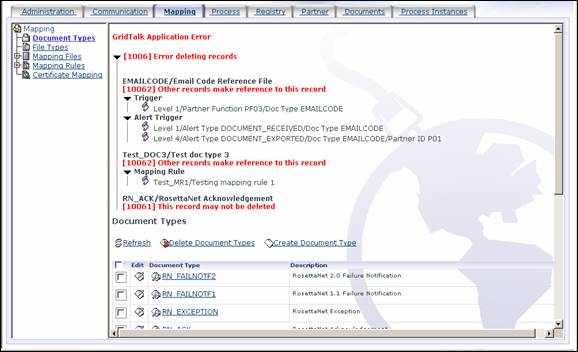 Administration Communication Mapping Process Registry Partner Documents Process Instances
Mapping
Document Types
File Types
Mapping Files
Mapping Rules
Certificate Mapping
GridTalk Application Error
[1006] Error deleting records
EMAILCODE/Email Code Reference File
[10062] Other records make reference to this record
Trigger
Level 1/Partner Function PF03/Doc Type EMAILCODE
Alert Trigger
Level 1/Alert Type DOCUMENT_RECEIVED/Doc Type EMAILCODE
Level 4/Alert Type DOCUMENT_EXPORTED/Doc Type EMAILCODE/Partner ID P01
Test_DOC3/Test doc type 3
[10062] Other records make reference to this record
Mapping Rule
Test_MR1/Testing mapping rule 1
RN_ACK/RosettaNet Acknowledgement
[10061] This record may not be deleted
Document Types
Refresh Delete Document Types Create Document Type
Edit Document Type Description
RN_FAILNOTF2 RosettaNet 2.0 Failure Notification
RN_FAILNOTF1 RosettaNet 1.1 Failure Notification
RN_EXCEPTION RosettaNet Exception
RN_ACK RosettaNet Acknowledgement